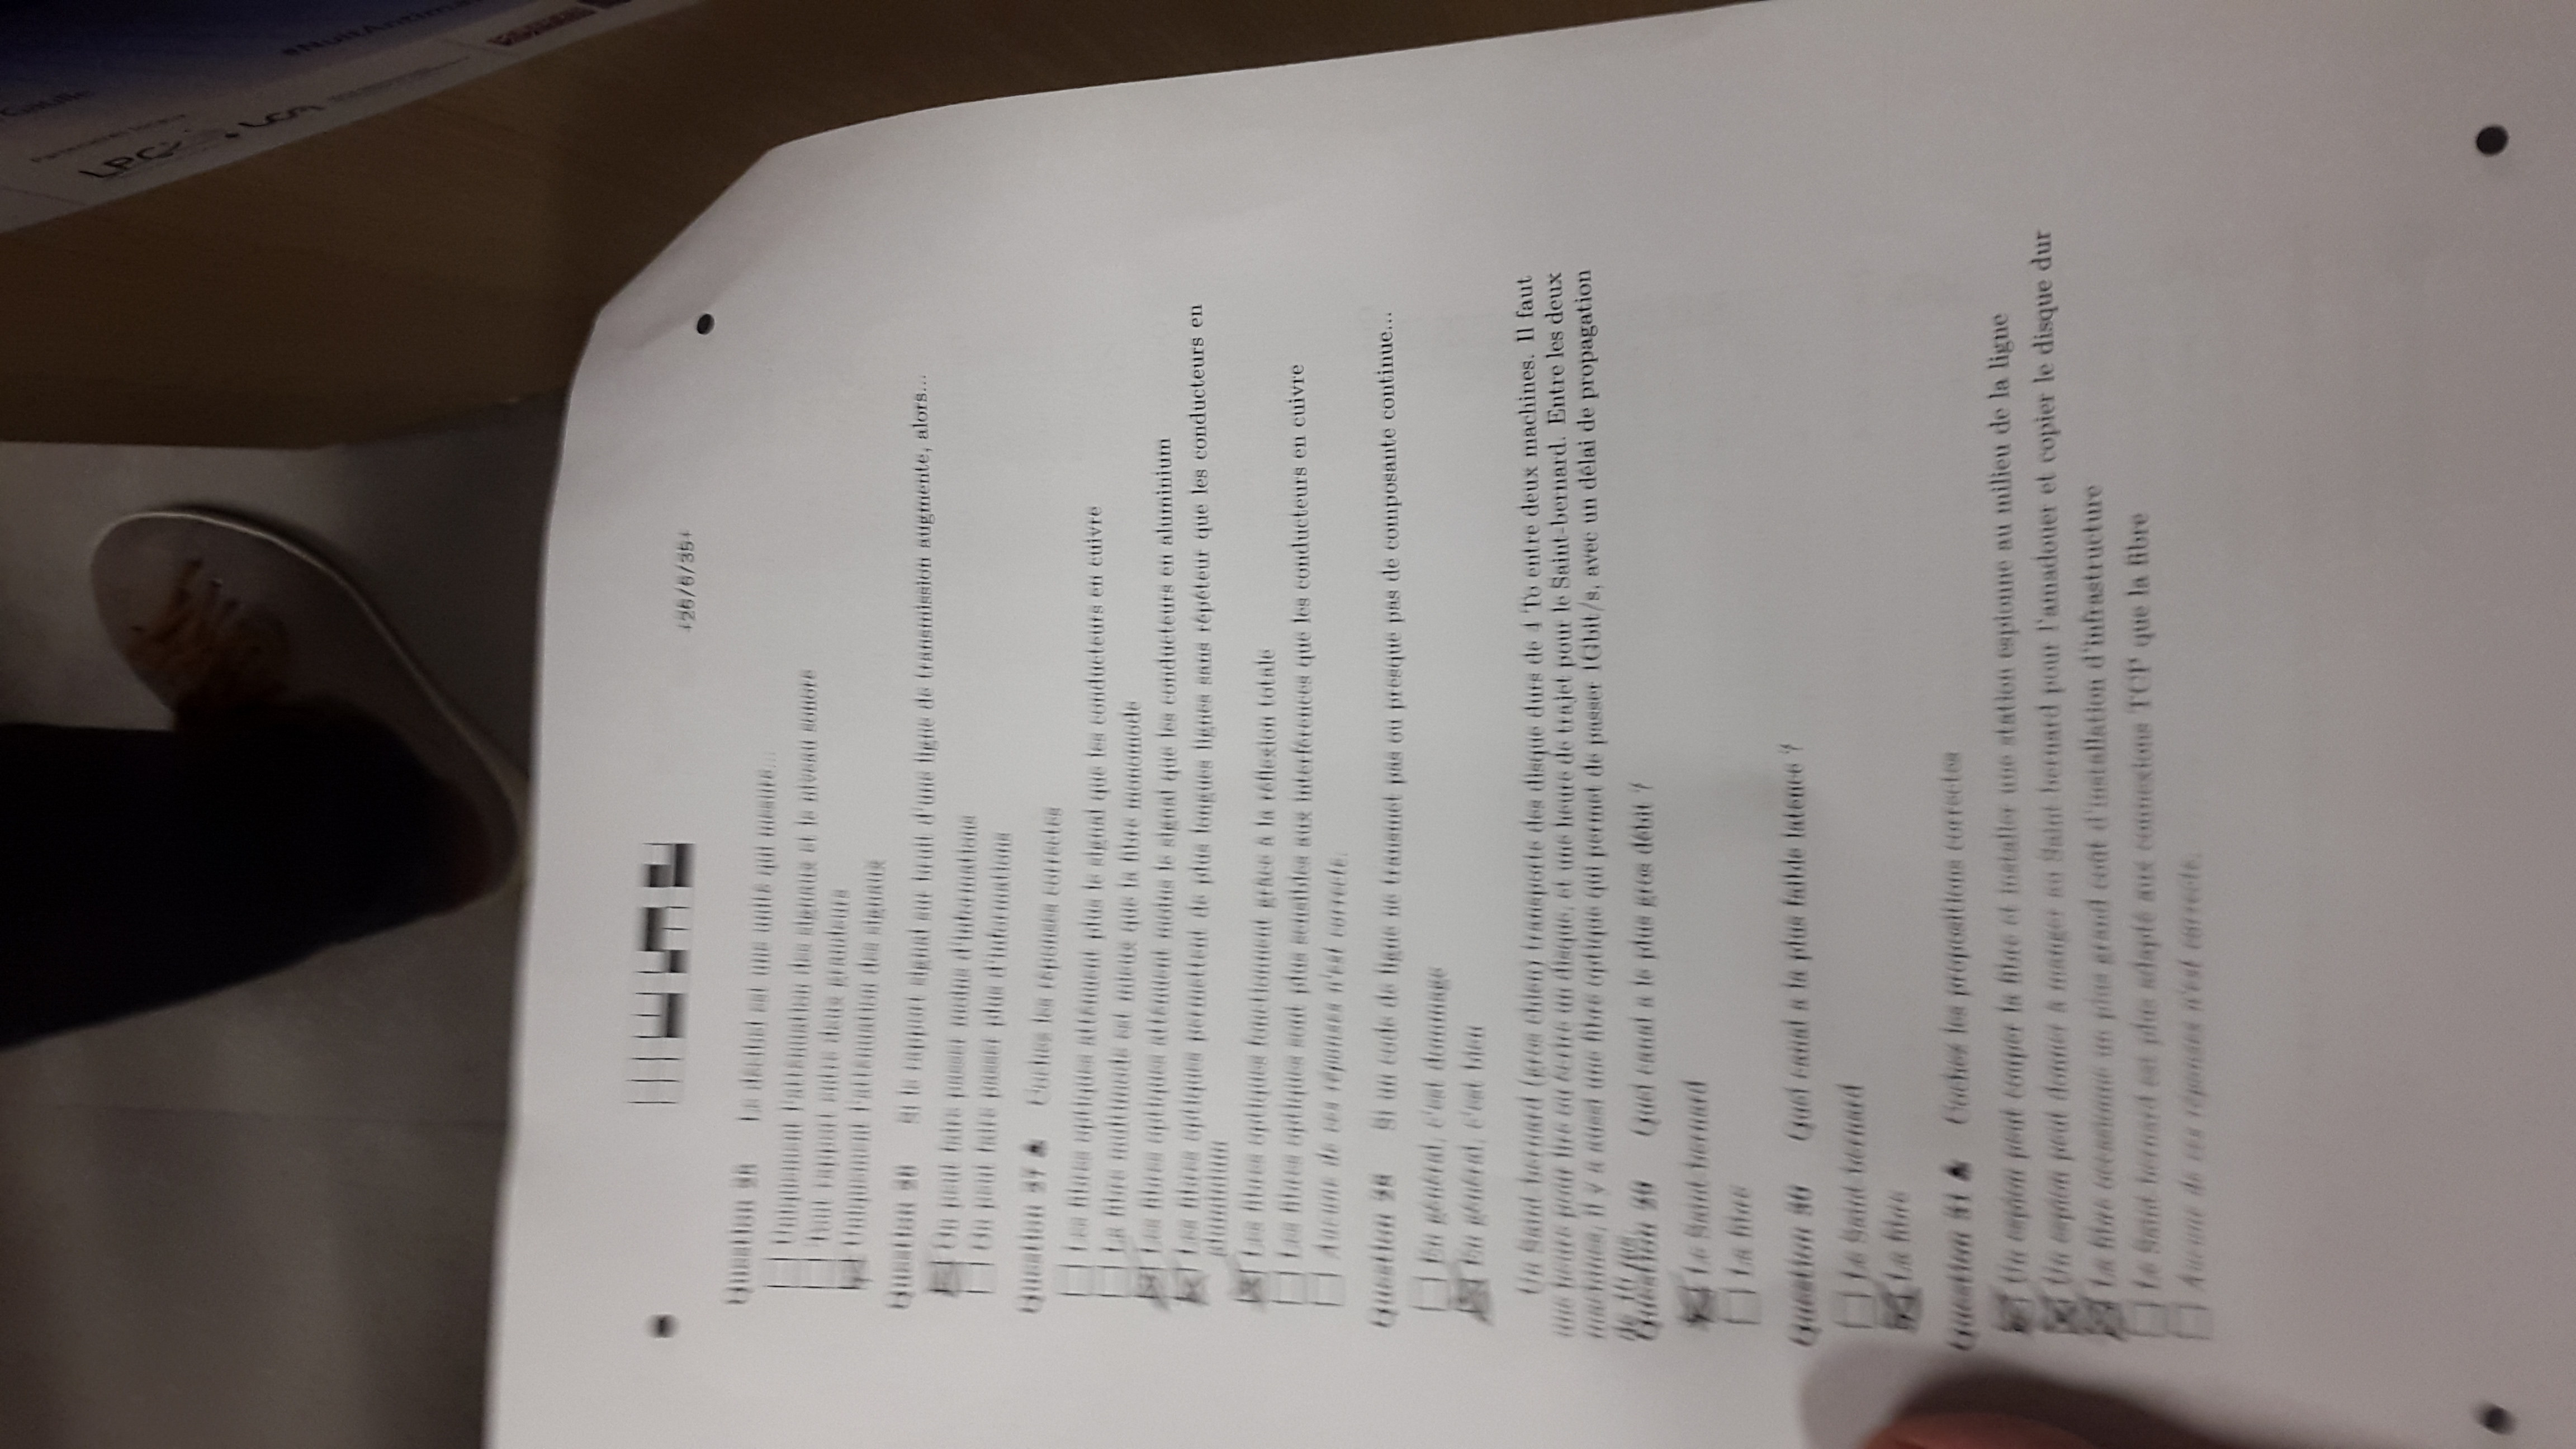 +26/6/35+
Question 25 Le décibel est une unité qui mesure...
Uniquement l'atténuation des signaux et le niveau sonore
Tout rapport entre deux grandeurs
Uniquement l'atténuation des signaux
Question 26 Si le rapport signal sur bruit d'une ligne de transmission augmente, alors...
On peut faire passer moins d'informations
On peut faire passer plus d'informations
Question 27 ♣ Cochez les réponses correctes
Les fibres optiques atténuent plus le signal que les conducteurs en cuivre
La fibre multimode est mieux que la fibre monomode
Les fibres optiques atténuent moins le signal que les conducteurs en aluminium
Les fibres optiques permettent de plus longues lignes sans répéteur que les conducteurs en
aluminium
Les fibres optiques fonctionnent grâce à la réflexion totale
Les fibres optiques sont plus sensibles aux interférences que les conducteurs en cuivre
Aucune de ces réponses n'est correcte.
Question 28 Si un code de ligne ne transmet pas ou presque pas de composante continue...
En général, c'est dommage
En général, c'est bien
Un Saint-bernard (gros chien) transporte des disque durs de 4 To entre deux machines. Il faut
une heure pour lire ou écrire un disque, et une heure de trajet pour le Saint-bernard. Entre les deux
machines, il y a aussi une fibre optique qui permet de passer 1Gbit/s, avec un délai de propagation
de 10 ms.
Question 29 Quel canal a le plus gros débit ?
Le Saint-bernard
La fibre
Question 30 Quel canal a la plus faible latence ?
Le Saint-bernard
La fibre
Question 31 ♣ Cochez les propositions correctes
Un espion peut couper la fibre et installer une station espionne au milieu de la ligne
Un espion peut donner à manger au Saint-bernard pour l'amadouer et copier le disque dur
La fibre occasionne un plus grand coût d'installation d'infrastructure
Le Saint-bernard est plus adapté aux connexions TCP que la fibre
Aucune de ces réponses n'est correcte.